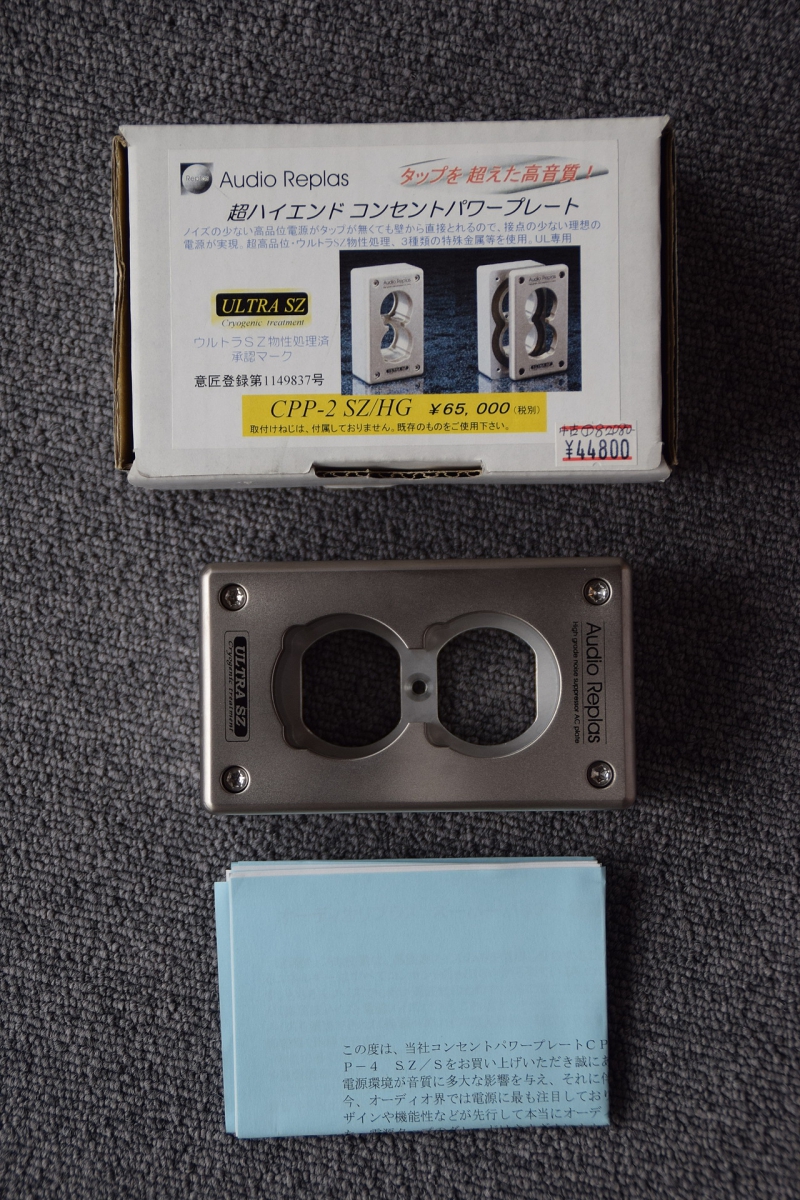 Replas
Audio Replas
タップを 超えた高音質！
超ハイエンド コンセントパワープレート
ノイズの少ない高品位電源がタップが無くても壁から直接とれるので、接点の少ない理想の
電源が実現。超高品位・ウルトラSZ物性処理、3種類の特殊金属等を使用。UL専用
ULTRA SZ
Cryogenic treatment
ウルトラＳＺ物性処理済
承認マーク
意匠登録第1149837号
CPP-2 SZ/HG ￥65,000（税別）
取付けねじは、付属しておりません。既存のものをご使用下さい。
中古
¥44800
Audio Replas
High grade noise suppressor AC plate
ULTRA SZ
Cryogenic treatment
この度は、当社コンセントパワープレートＣＰ
Ｐ－４ ＳＺ／Ｓをお買い上げいただき誠にあ
電源環境が音質に多大な影響を与え、それに
今、オーディオ界では電源に最も注目しており
ザインや機能性などが先行して本当にオーデ